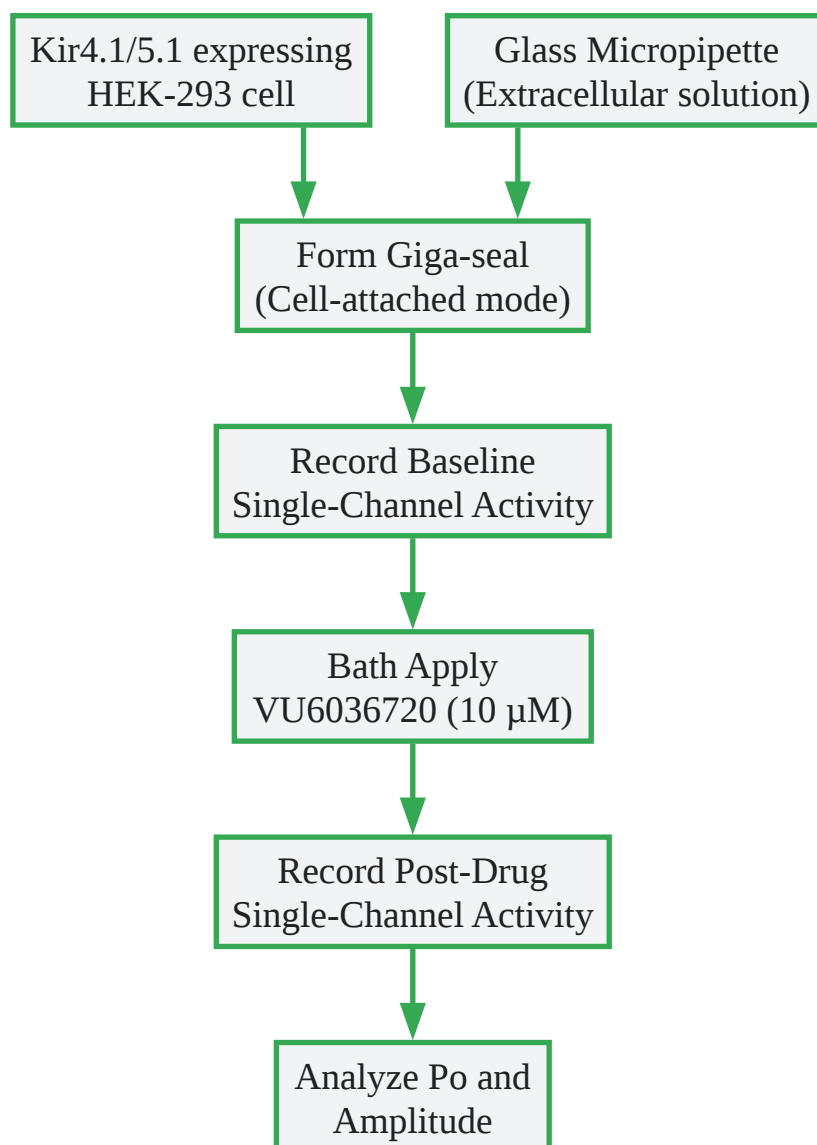 Kir4.1/5.1 expressing
HEK-293 cell
Glass Micropipette
(Extracellular solution)
Form Giga-seal
(Cell-attached mode)
Record Baseline
Single-Channel Activity
Bath Apply
VU6036720 (10 µM)
Record Post-Drug
Single-Channel Activity
Analyze Po and
Amplitude